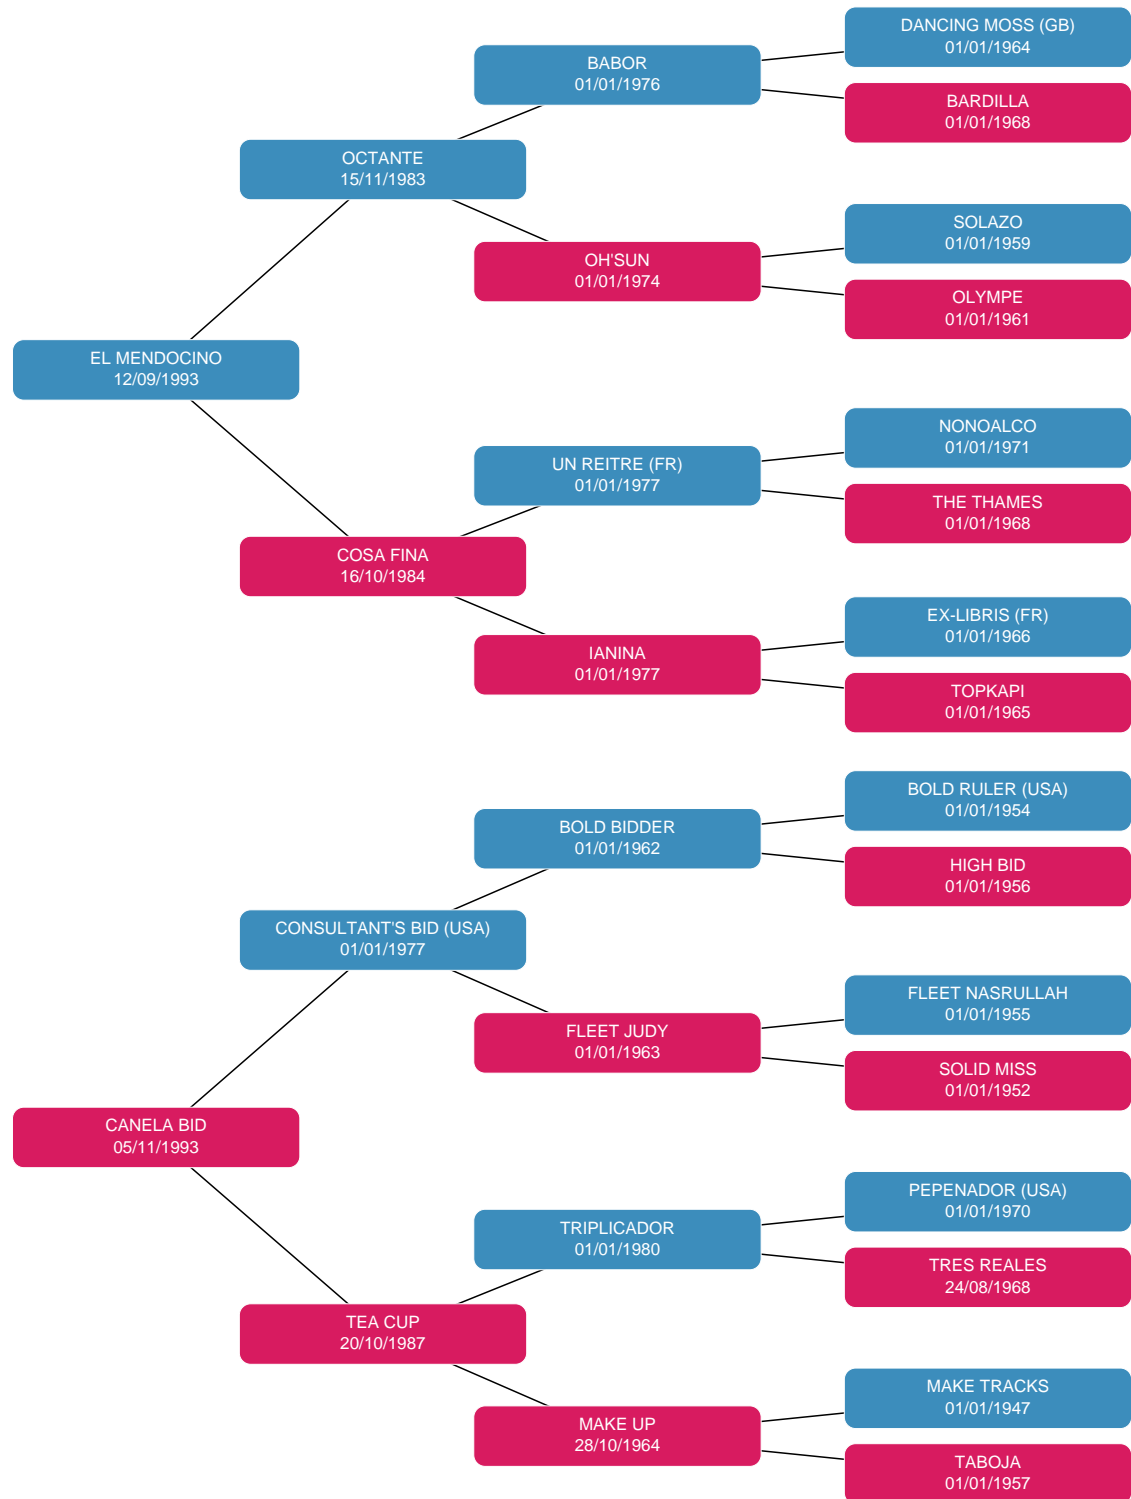 DANCING MOSS (GB)
01/01/1964
BABOR
01/01/1976
BARDILLA
01/01/1968
OCTANTE
15/11/1983
SOLAZO
01/01/1959
OH'SUN
01/01/1974
OLYMPE
01/01/1961
EL MENDOCINO
12/09/1993
NONOALCO
01/01/1971
UN REITRE (FR)
01/01/1977
THE THAMES
01/01/1968
COSA FINA
16/10/1984
EX-LIBRIS (FR)
01/01/1966
IANINA
01/01/1977
TOPKAPI
01/01/1965
BOLD RULER (USA)
01/01/1954
BOLD BIDDER
01/01/1962
HIGH BID
01/01/1956
CONSULTANT'S BID (USA)
01/01/1977
FLEET NASRULLAH
01/01/1955
FLEET JUDY
01/01/1963
SOLID MISS
01/01/1952
CANELA BID
05/11/1993
PEPENADOR (USA)
01/01/1970
TRIPLICADOR
01/01/1980
TRES REALES
24/08/1968
TEA CUP
20/10/1987
MAKE TRACKS
01/01/1947
MAKE UP
28/10/1964
TABOJA
01/01/1957